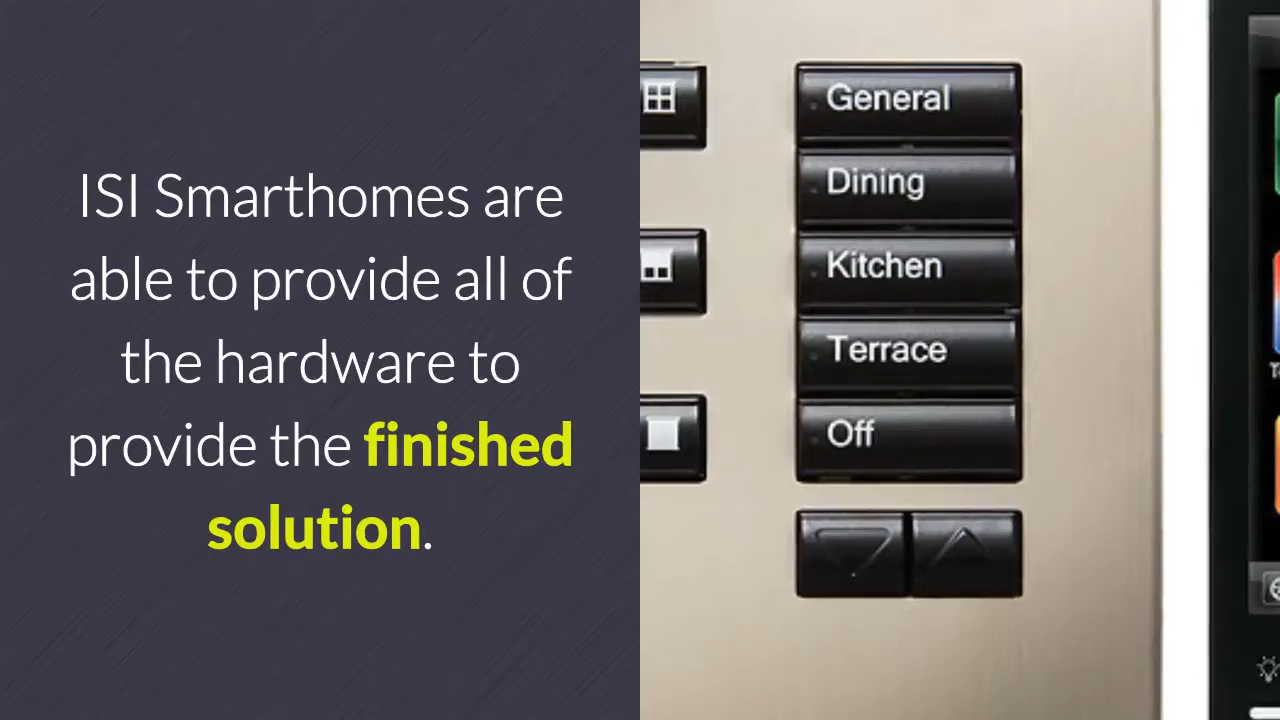 ISI Smarthomes are
able to provide all of
the hardware to
provide the finished
solution.
General
Dining
Kitchen
Terrace
Off